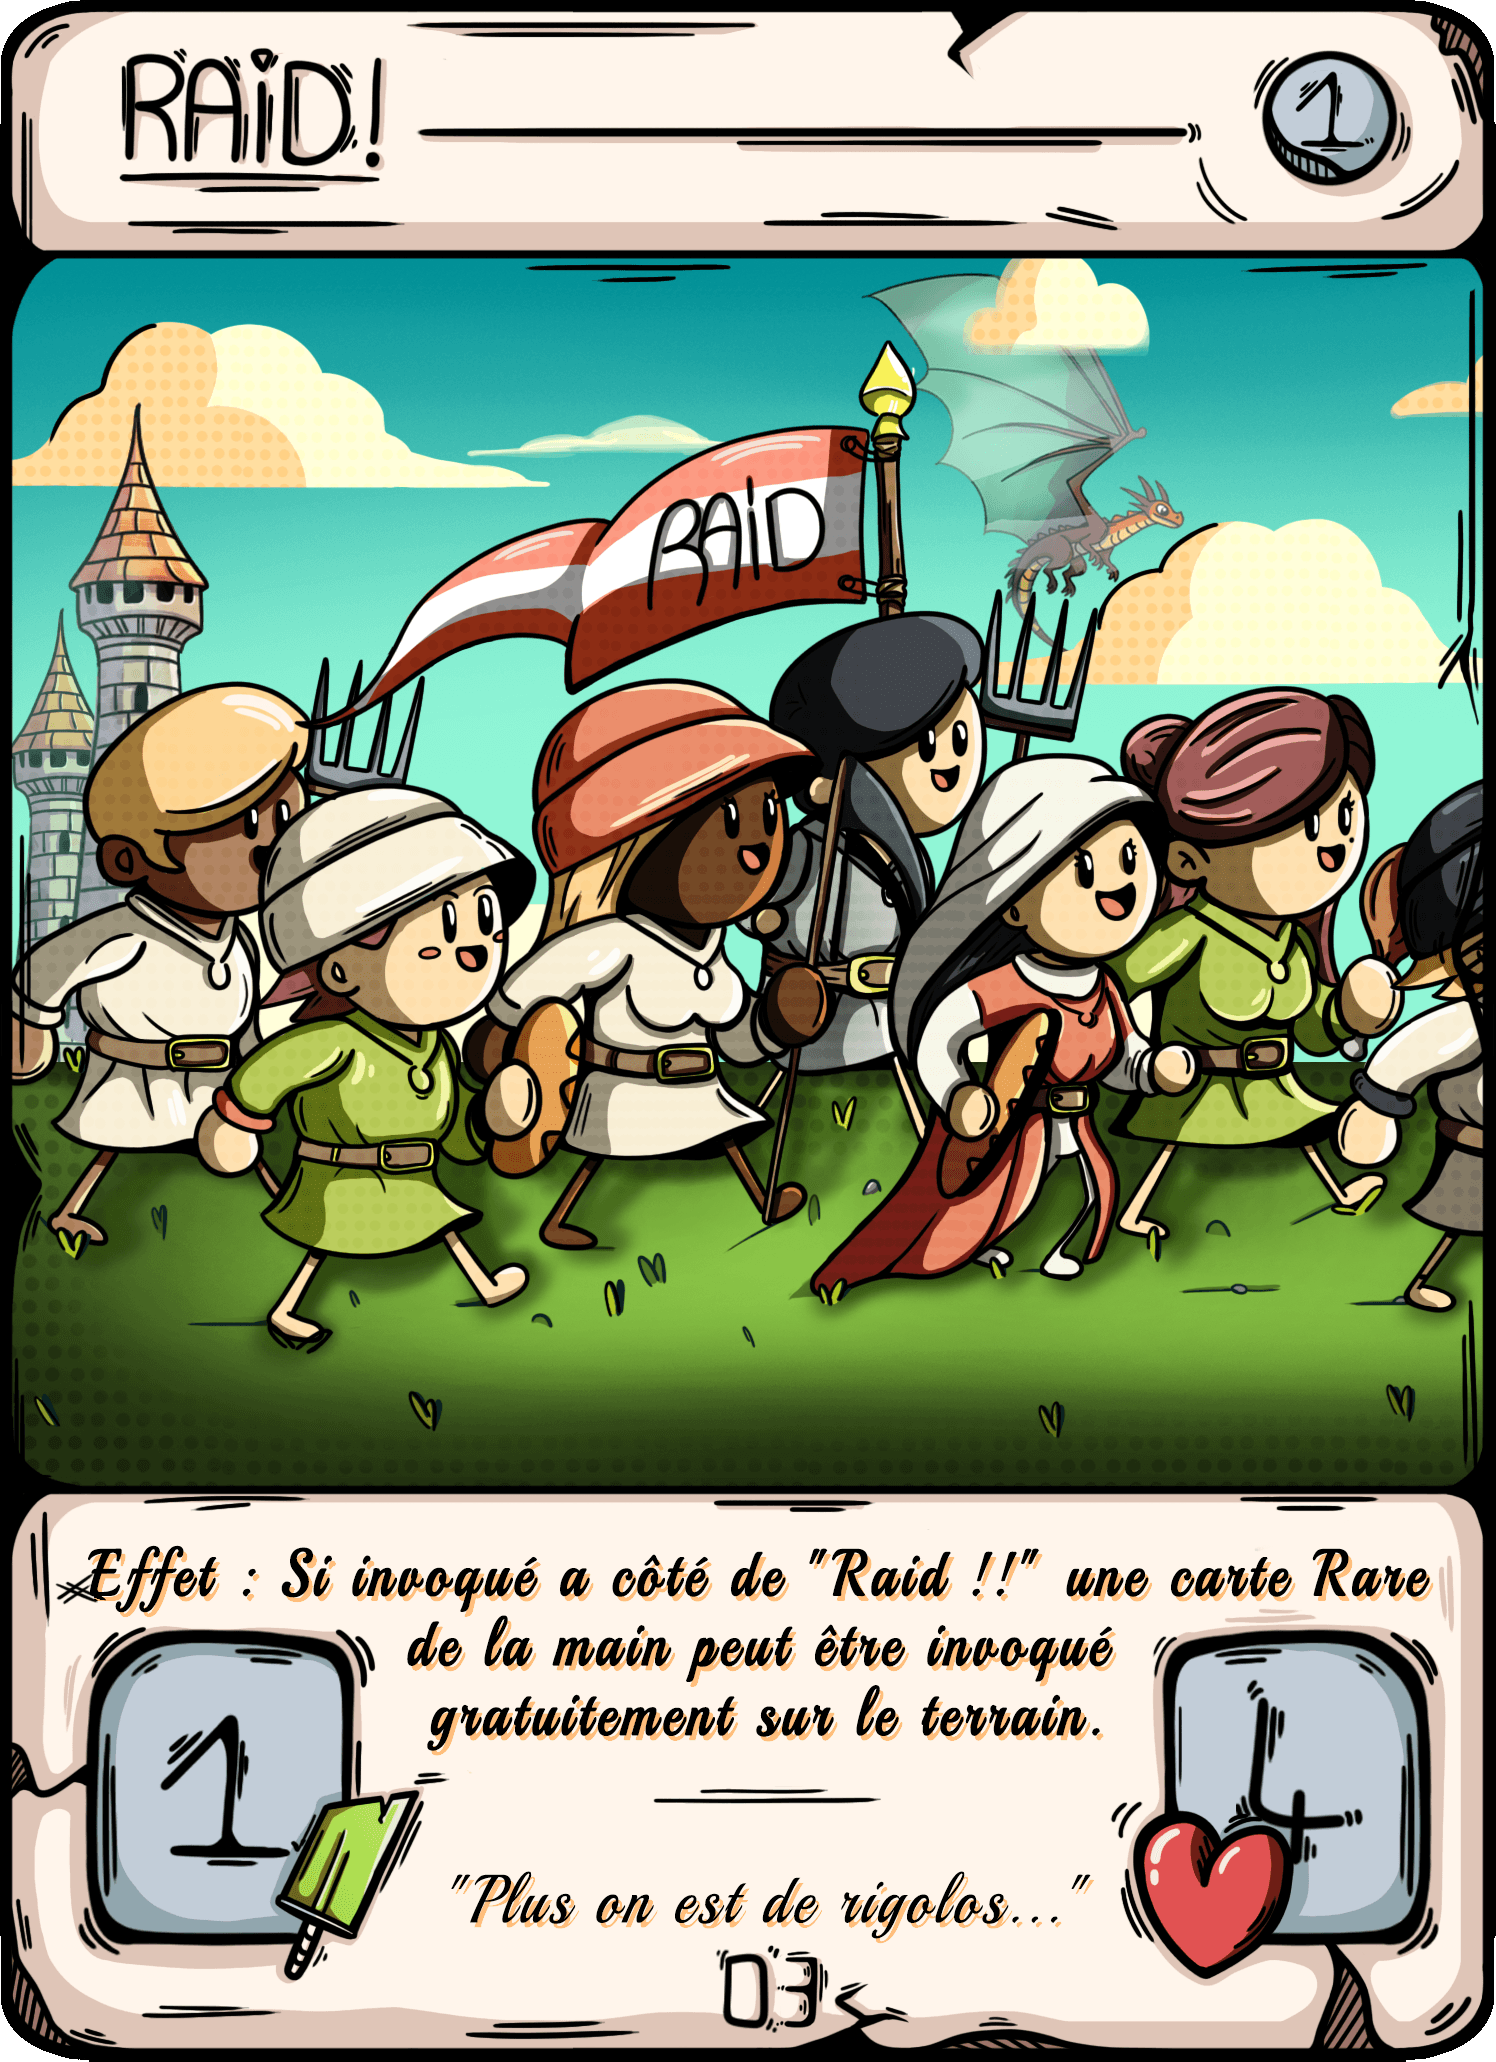 RAID!
1
RAID
Effet : Si invoqué a côté de "Raid !!" une carte Rare
de la main peut être invoqué
gratuitement sur le terrain.
1
4
"Plus on est de rigolos..."
03